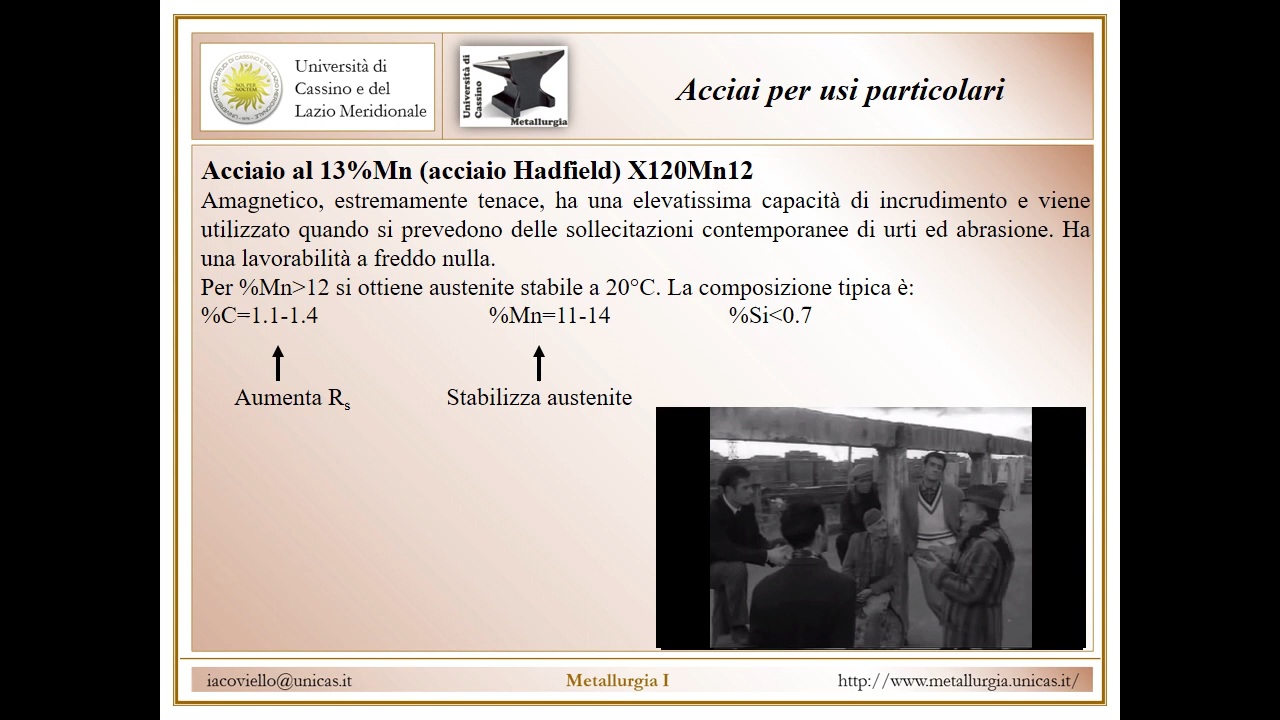 Università di
Cassino e del
Lazio Meridionale
Università di
Cassino
Metallurgia
Acciai per usi particolari
Acciaio al 13%Mn (acciaio Hadfield) X120Mn12
Amagnetico, estremamente tenace, ha una elevatissima capacità di incrudimento e viene
utilizzato quando si prevedono delle sollecitazioni contemporanee di urti ed abrasione. Ha
una lavorabilità a freddo nulla.
Per %Mn>12 si ottiene austenite stabile a 20°C. La composizione tipica è:
%C=1.1-1.4 %Mn=11-14 %Si<0.7
Aumenta Rs Stabilizza austenite
iacoviello@unicas.it Metallurgia I http://www.metallurgia.unicas.it/